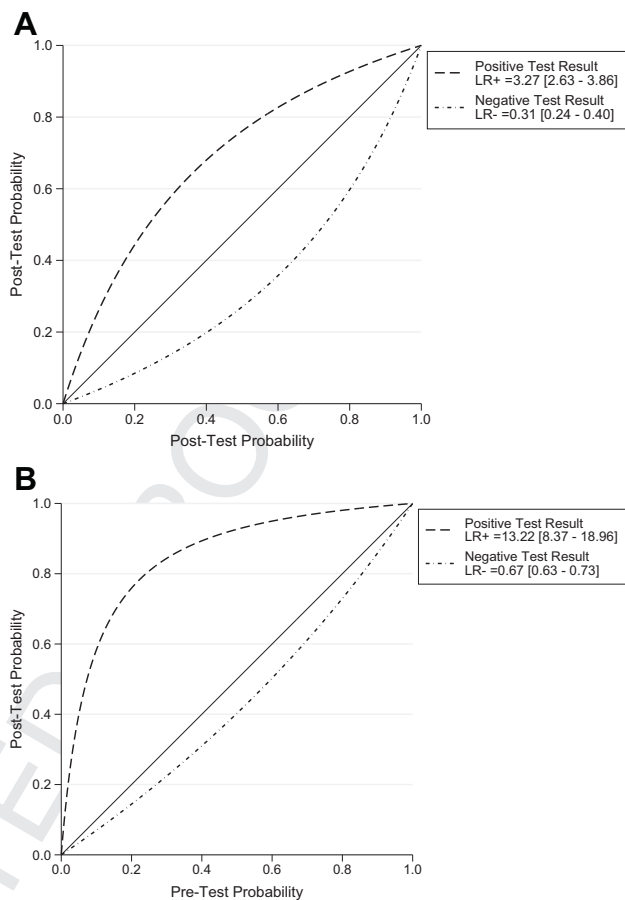 A
1.0
0.8
0.6
0.4
0.2
0.0
Post-Test Probability
0.0 0.2 0.4 0.6 0.8 1.0
Post-Test Probability
Positive Test Result
LR+ =3.27 [2.63 - 3.86]
Negative Test Result
LR- =0.31 [0.24 - 0.40]
B
1.0
0.8
0.6
0.4
0.2
0.0
Post-Test Probability
0.0 0.2 0.4 0.6 0.8 1.0
Pre-Test Probability
Positive Test Result
LR+ =13.22 [8.37 - 18.96]
Negative Test Result
LR- =0.67 [0.63 - 0.73]